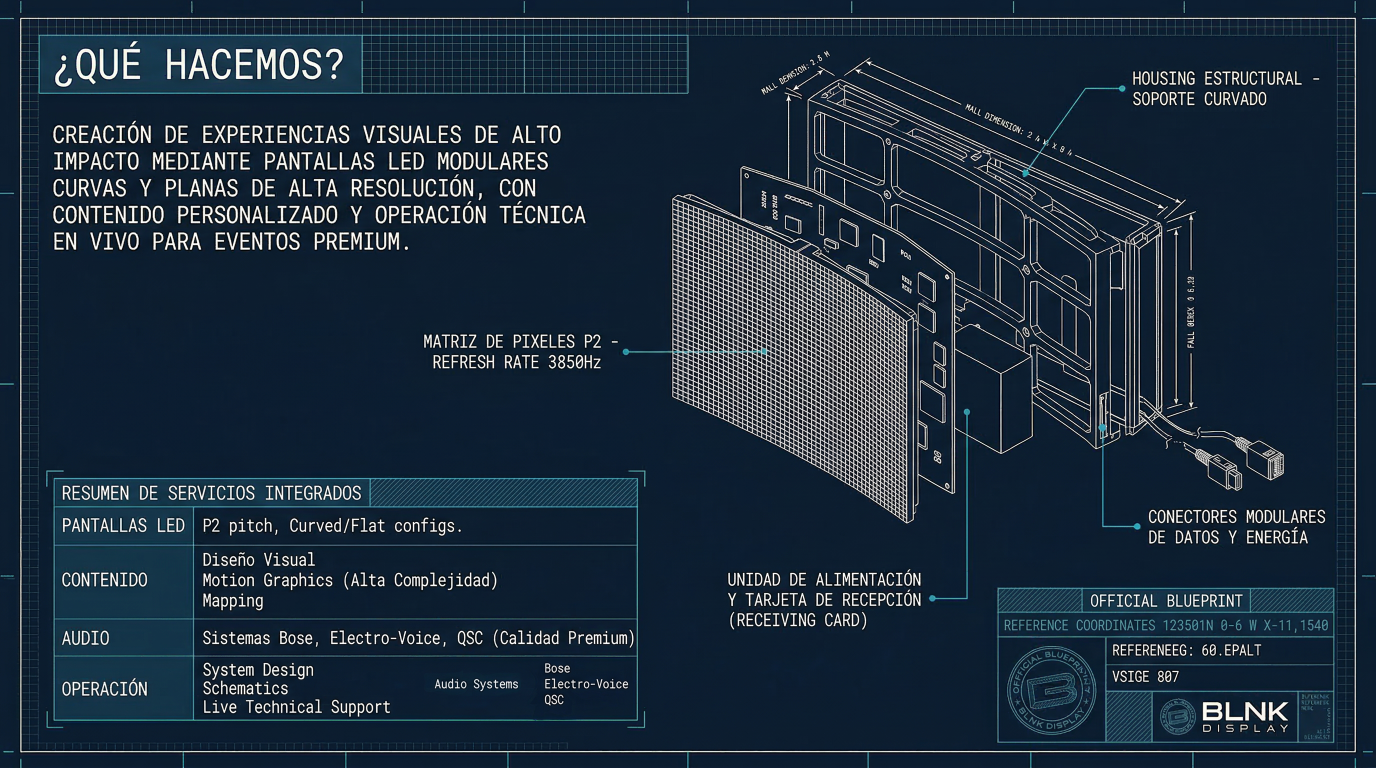 ¿QUÉ HACEMOS?
CREACIÓN DE EXPERIENCIAS VISUALES DE ALTO
IMPACTO MEDIANTE PANTALLAS LED MODULARES
CURVAS Y PLANAS DE ALTA RESOLUCIÓN, CON
CONTENIDO PERSONALIZADO Y OPERACIÓN TÉCNICA
EN VIVO PARA EVENTOS PREMIUM.
HOUSING ESTRUCTURAL -
SOPORTE CURVADO
MALL DIMENSION: 2 4
MATRIZ DE PIXELES P2 -
REFRESH RATE 3850Hz
CONECTORES MODULARES
DE DATOS Y ENERGÍA
UNIDAD DE ALIMENTACIÓN
Y TARJETA DE RECEPCIÓN
(RECEIVING CARD)
RESUMEN DE SERVICIOS INTEGRADOS
PANTALLAS LED
P2 pitch, Curved/Flat configs.
CONTENIDO
Diseño Visual
Motion Graphics (Alta Complejidad)
Mapping
AUDIO
Sistemas Bose, Electro-Voice, QSC (Calidad Premium)
OPERACIÓN
System Design
Schematics
Live Technical Support
Audio Systems
Bose
Electro-Voice
QSC
OFFICIAL BLUEPRINT
REFERENCE COORDINATES 123501N 0-6 W X-11,1540
REFERENEEG: 60.EPALT
VSIGE 807
OFFICIAL BLUEPRINT
BLNK DISPLAY
BLNK
DISPLAY